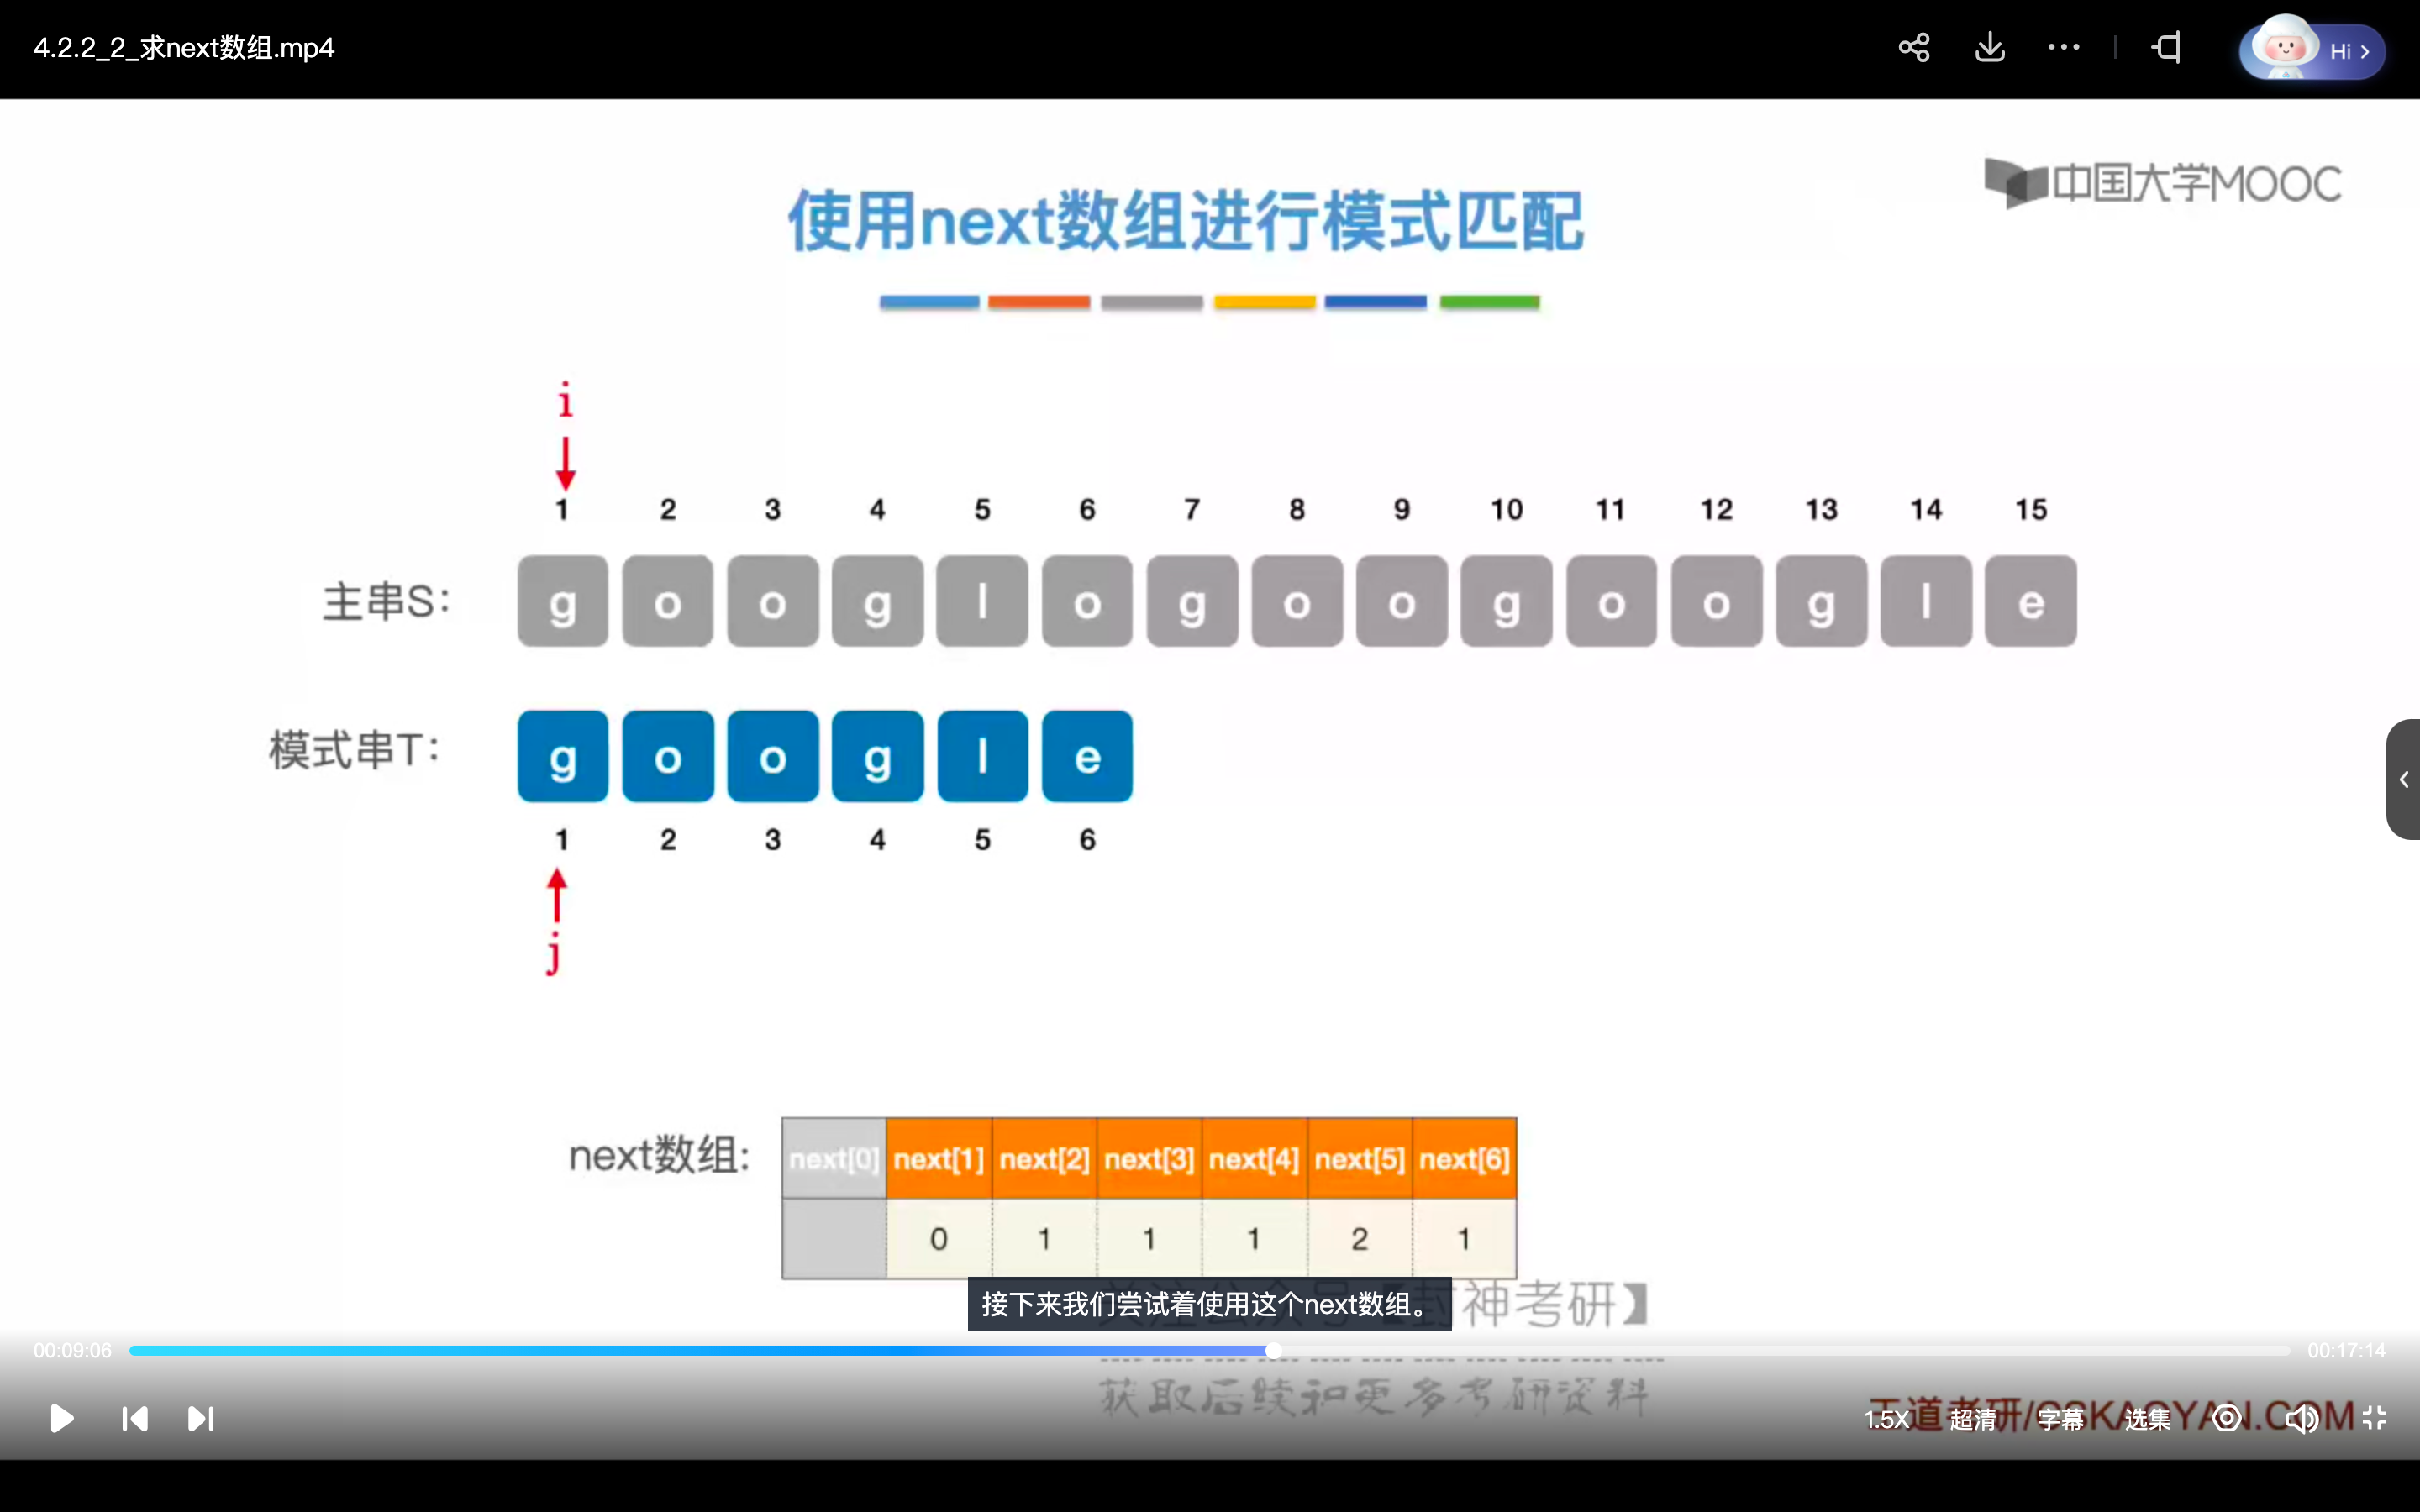 4.2.2_2_求next数组.mp4
Hi
中国大学MOOC
使用next数组进行模式匹配
i
1 2 3 4 5 6 7 8 9 10 11 12 13 14 15
主串S: g o o g l o g o o g o o g l e
模式串T: g o o g l e
1 2 3 4 5 6
j
next数组: next[0] next[1] next[2] next[3] next[4] next[5] next[6]
0 1 1 1 2 1
接下来我们尝试着使用这个next数组。
封神考研】
00:09:06
00:17:14
获取后续和更多考研资料
王道考研/CSKAOYAN.COM
1.5X 超清 字幕 选集